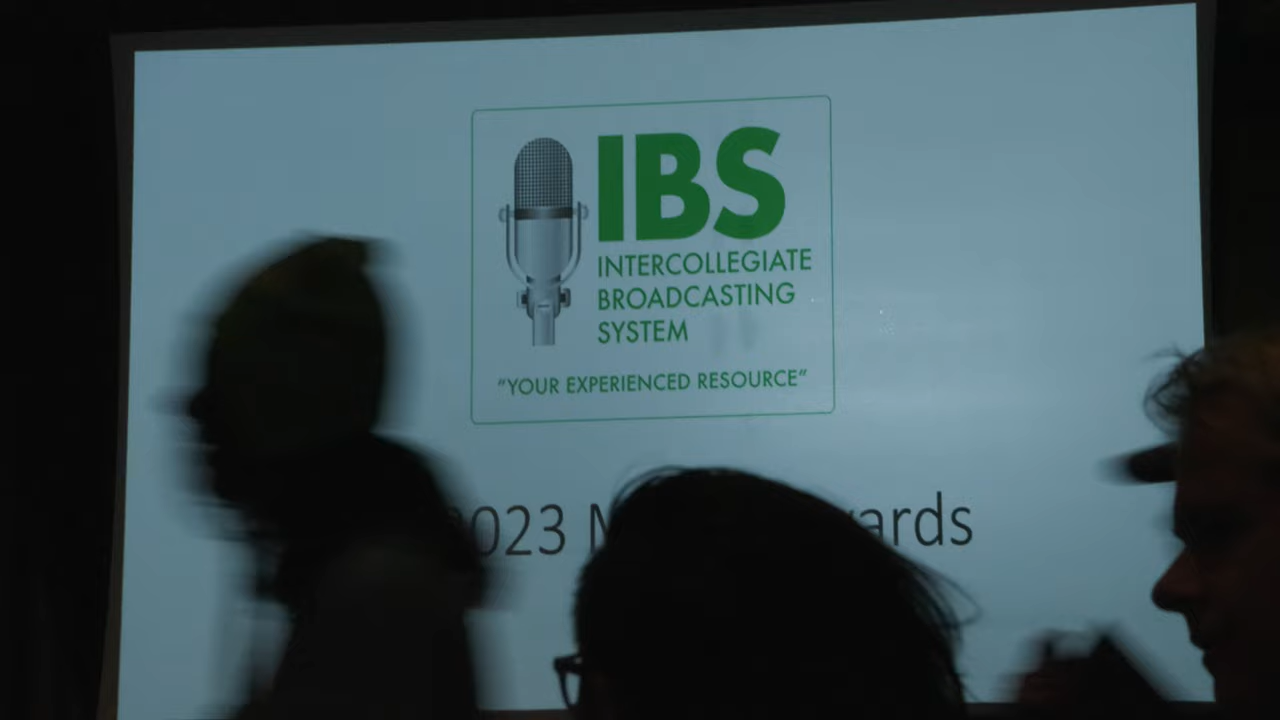 IBS
INTERCOLLEGIATE
BROADCASTING
SYSTEM
“YOUR EXPERIENCED RESOURCE”
023 ards